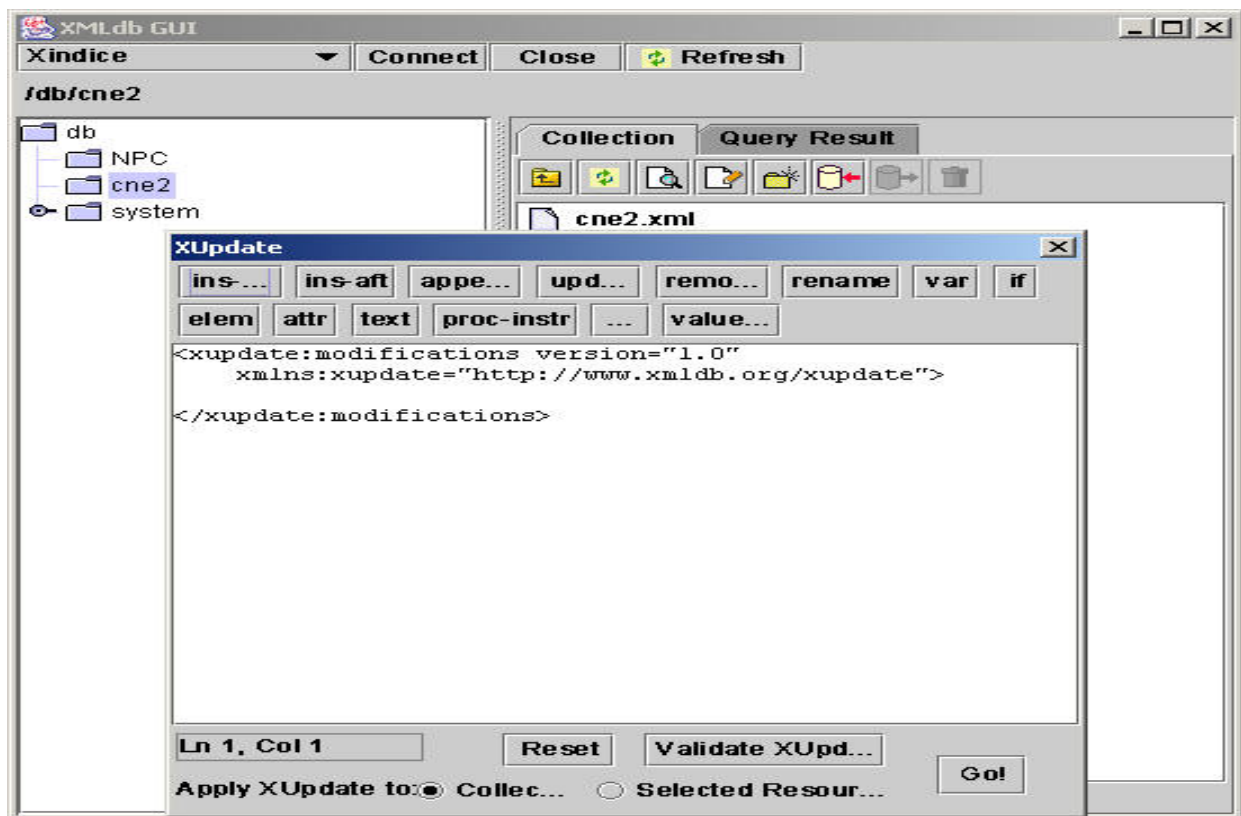 XMLdb GUI
Xindice Connect Close Refresh
/db/cne2
db
NPC
cne2
system
Collection Query Result
cne2.xml
XUpdate
ins-... ins-aft appe... upd... remo... rename var if
elem attr text proc-instr ... value...
<xupdate:modifications version="1.0"
xmlns:xupdate="http://www.xmldb.org/xupdate">
</xupdate:modifications>
Ln 1, Col 1 Reset Validate XUpd...
Apply XUpdate to: Collec... Selected Resour... Go!